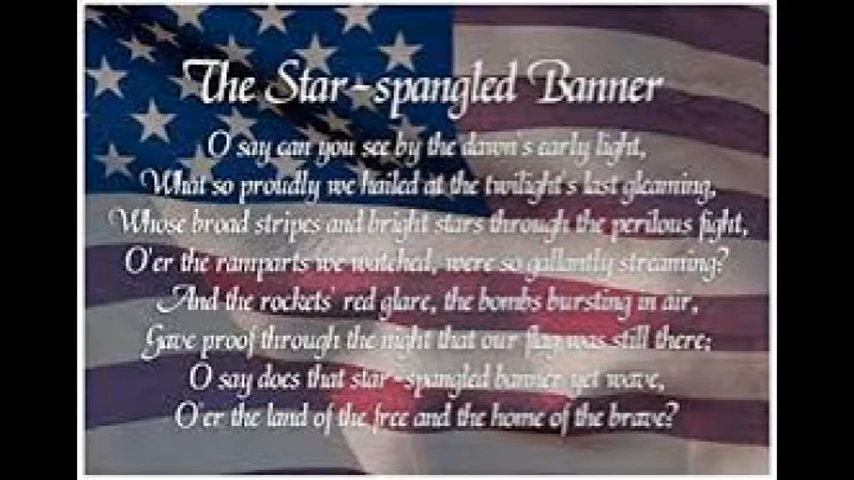 The Star-spangled Banner
O say can you see by the dawn's early light,
What so proudly we hailed at the twilight's last gleaming,
Whose broad stripes and bright stars through the perilous fight,
O'er the ramparts we watched, were so gallantly streaming?
And the rockets' red glare, the bombs bursting in air,
Gave proof through the night that our flag was still there;
O say does that star-spangled banner yet wave,
O'er the land of the free and the home of the brave?